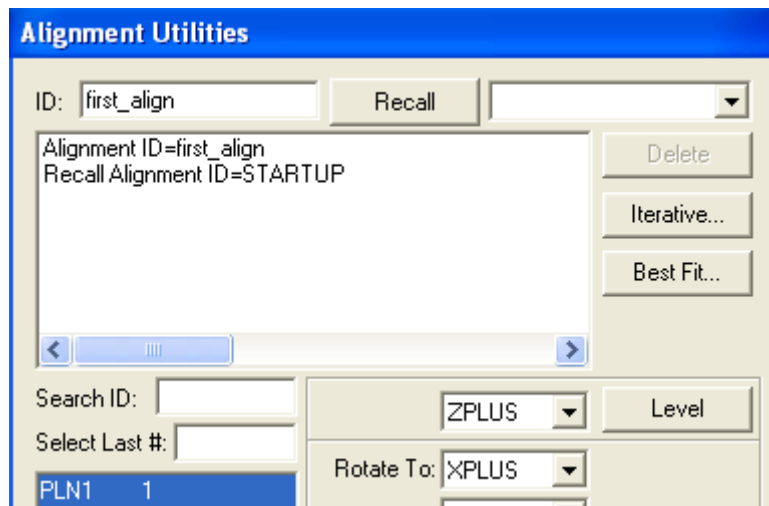 Alignment Utilities
ID: first_align Recall
Alignment ID=first_align
Recall Alignment ID=STARTUP
Delete
Iterative...
Best Fit...
Search ID:
ZPLUS Level
Select Last #:
Rotate To: XPLUS
PLN1 1